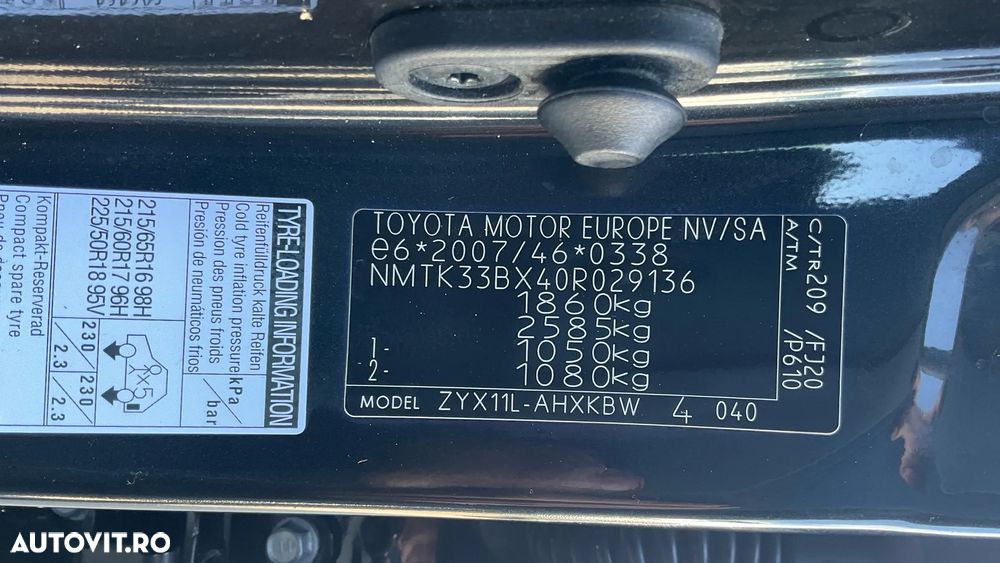 TOYOTA MOTOR EUROPE NV/SA
e6*2007/46*0338
NMTK33BX40R029136
1860kg
2585kg
1- 1050kg
2- 1080kg
MODEL ZYX11L-AHXKBW 4 040
C/TR209 /FJ20
A/TM /P610
TYRE LOADING INFORMATION
Reifenfülldruck kalte Reifen
Cold tyre inflation pressure
Pression des pneus froids
Presión de neumáticos fríos
kPa/bar
X5
215/65R16 98H
215/60R17 96H
225/50R18 95V
230/2.3
230/2.3
Kompakt-Reserverad
Compact spare tyre
AUTOVIT.RO